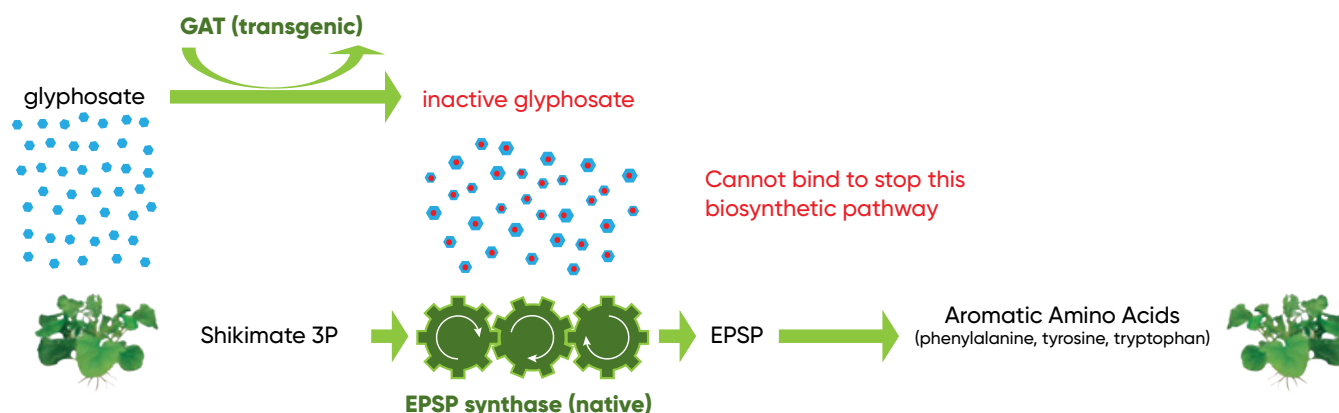 GAT (transgenic)
glyphosate
inactive glyphosate
Cannot bind to stop this
biosynthetic pathway
Shikimate 3P
EPSP
Aromatic Amino Acids
(phenylalanine, tyrosine, tryptophan)
EPSP synthase (native)